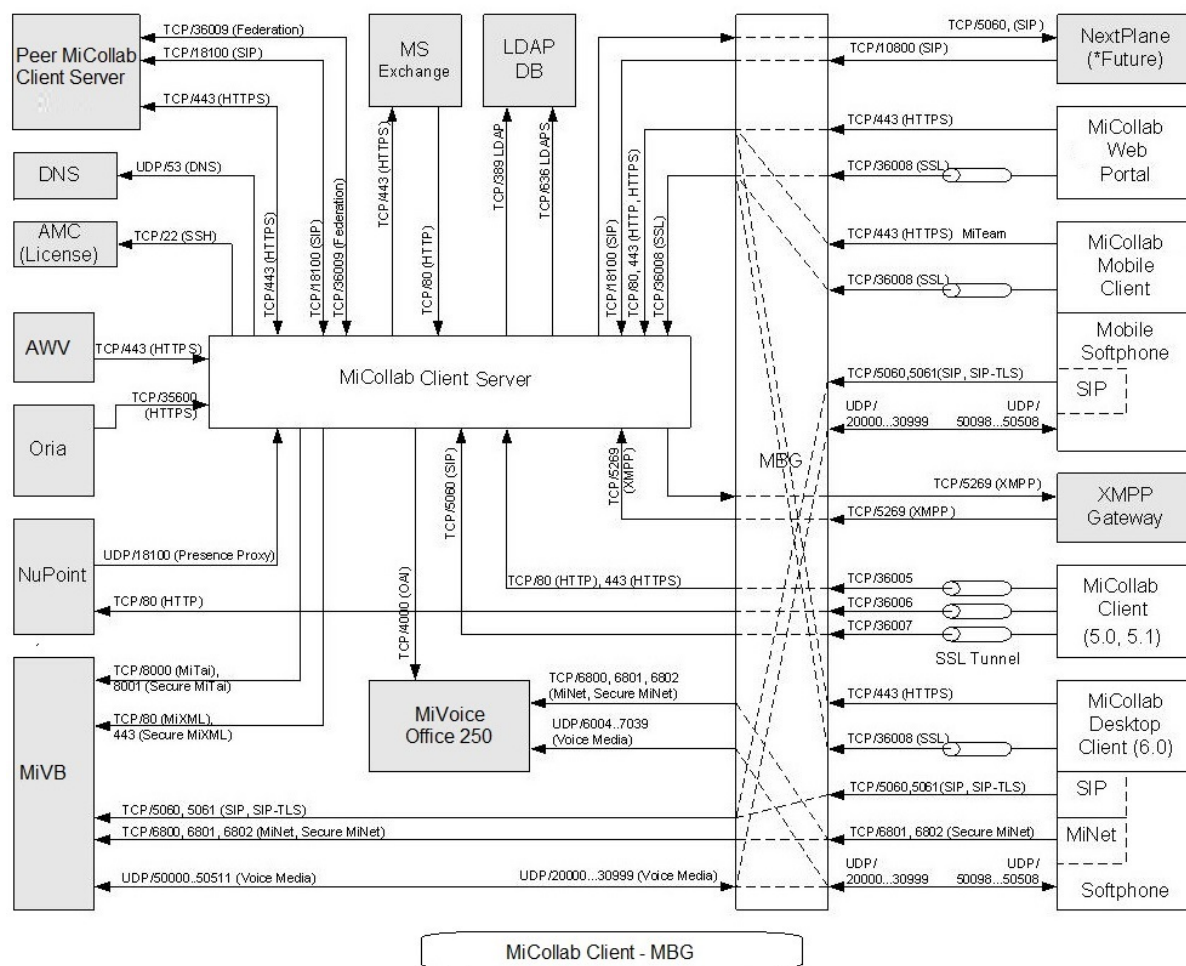 Peer MiCollab
Client Server
TCP/36009 (Federation)
TCP/18100 (SIP)
TCP/443 (HTTPS)
MS
Exchange
LDAP
DB
TCP/5060, (SIP)
TCP/10800 (SIP)
NextPlane
(*Future)
DNS
UDP/53 (DNS)
AMC
(License)
TCP/22 (SSH)
TCP/443 (HTTPS)
TCP/18100 (SIP)
TCP/36009 (Federation)
TCP/443 (HTTPS)
TCP/80 (HTTP)
TCP/389 LDAP
TCP/636 LDAPS
TCP/18100 (SIP)
TCP/80, 443 (HTTP, HTTPS)
TCP/36008 (SSL)
TCP/443 (HTTPS)
TCP/36008 (SSL)
MiCollab
Web
Portal
TCP/443 (HTTPS) MiTeam
TCP/36008 (SSL)
MiCollab
Mobile
Client
Mobile
Softphone
SIP
TCP/5060,5061(SIP, SIP-TLS)
UDP/
20000...30999
UDP/
50098...50508
AWV
TCP/443 (HTTPS)
MiCollab Client Server
Oria
TCP/35600
(HTTPS)
MBG
TCP/5060 (SIP)
TCP/5269
(XMPP)
TCP/5269 (XMPP)
TCP/5269 (XMPP)
XMPP
Gateway
NuPoint
UDP/18100 (Presence Proxy)
TCP/80 (HTTP)
TCP/4000 (OAI)
TCP/80 (HTTP), 443 (HTTPS)
TCP/36005
TCP/36006
TCP/36007
SSL Tunnel
MiCollab
Client
(5.0, 5.1)
MiVB
TCP/8000 (MiTai),
8001(Secure MiTai)
TCP/80 (MiXML),
443 (Secure MiXML)
MiVoice
Office 250
TCP/6800, 6801, 6802
(MiNet, Secure MiNet)
UDP/6004..7039
(Voice Media)
TCP/443 (HTTPS)
TCP/36008 (SSL)
MiCollab
Desktop
Client (6.0)
TCP/5060, 5061 (SIP, SIP-TLS)
TCP/5060,5061(SIP, SIP-TLS)
SIP
TCP/6800, 6801, 6802 (MiNet, Secure MiNet)
TCP/6801, 6802 (Secure MiNet)
MiNet
UDP/50000..50511 (Voice Media)
UDP/20000...30999 (Voice Media)
UDP/
20000...30999
UDP/
50098...50508
Softphone
MiCollab Client - MBG